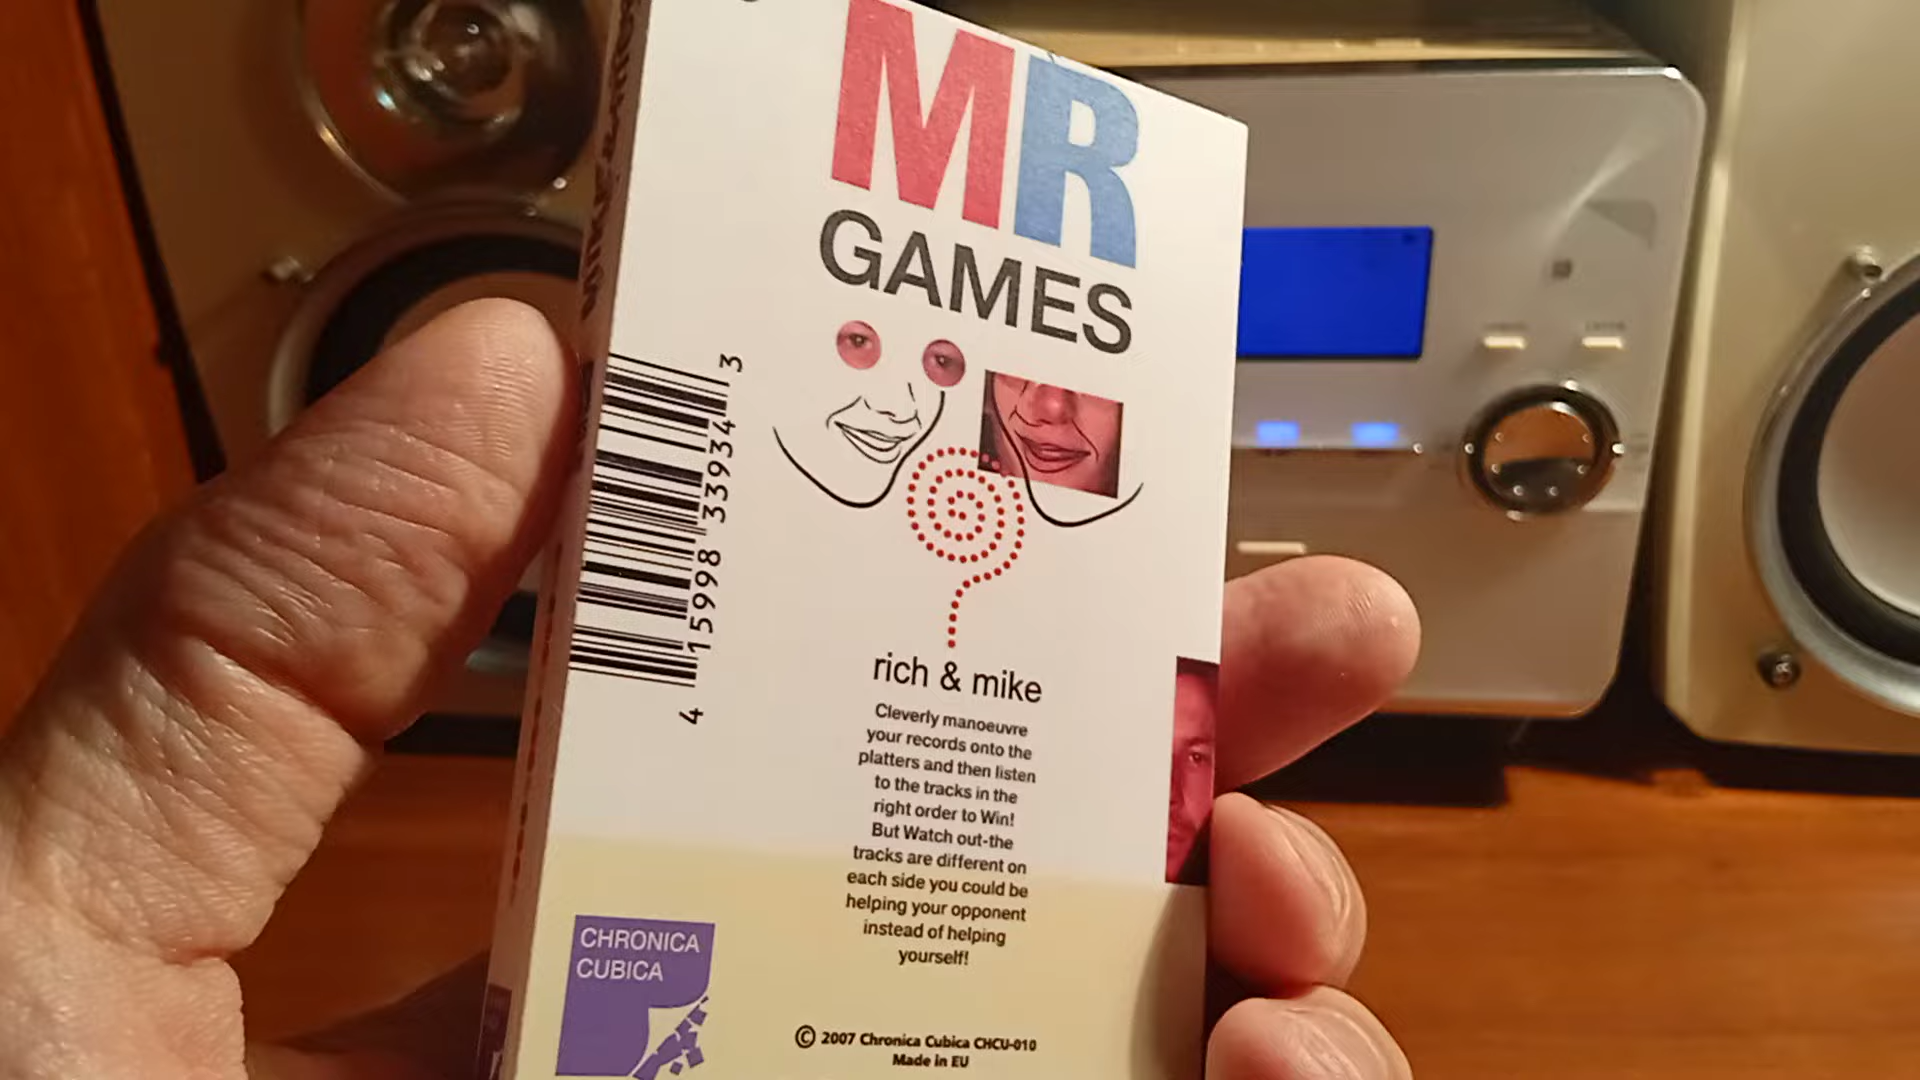 MR
GAMES
4 15998 33934 3
rich & mike
Cleverly manoeuvre
your records onto the
platters and then listen
to the tracks in the
right order to Win!
But Watch out-the
tracks are different on
each side you could be
helping your opponent
instead of helping
yourself!
CHRONICA
CUBICA
© 2007 Chronica Cubica CHCU-010
Made in EU